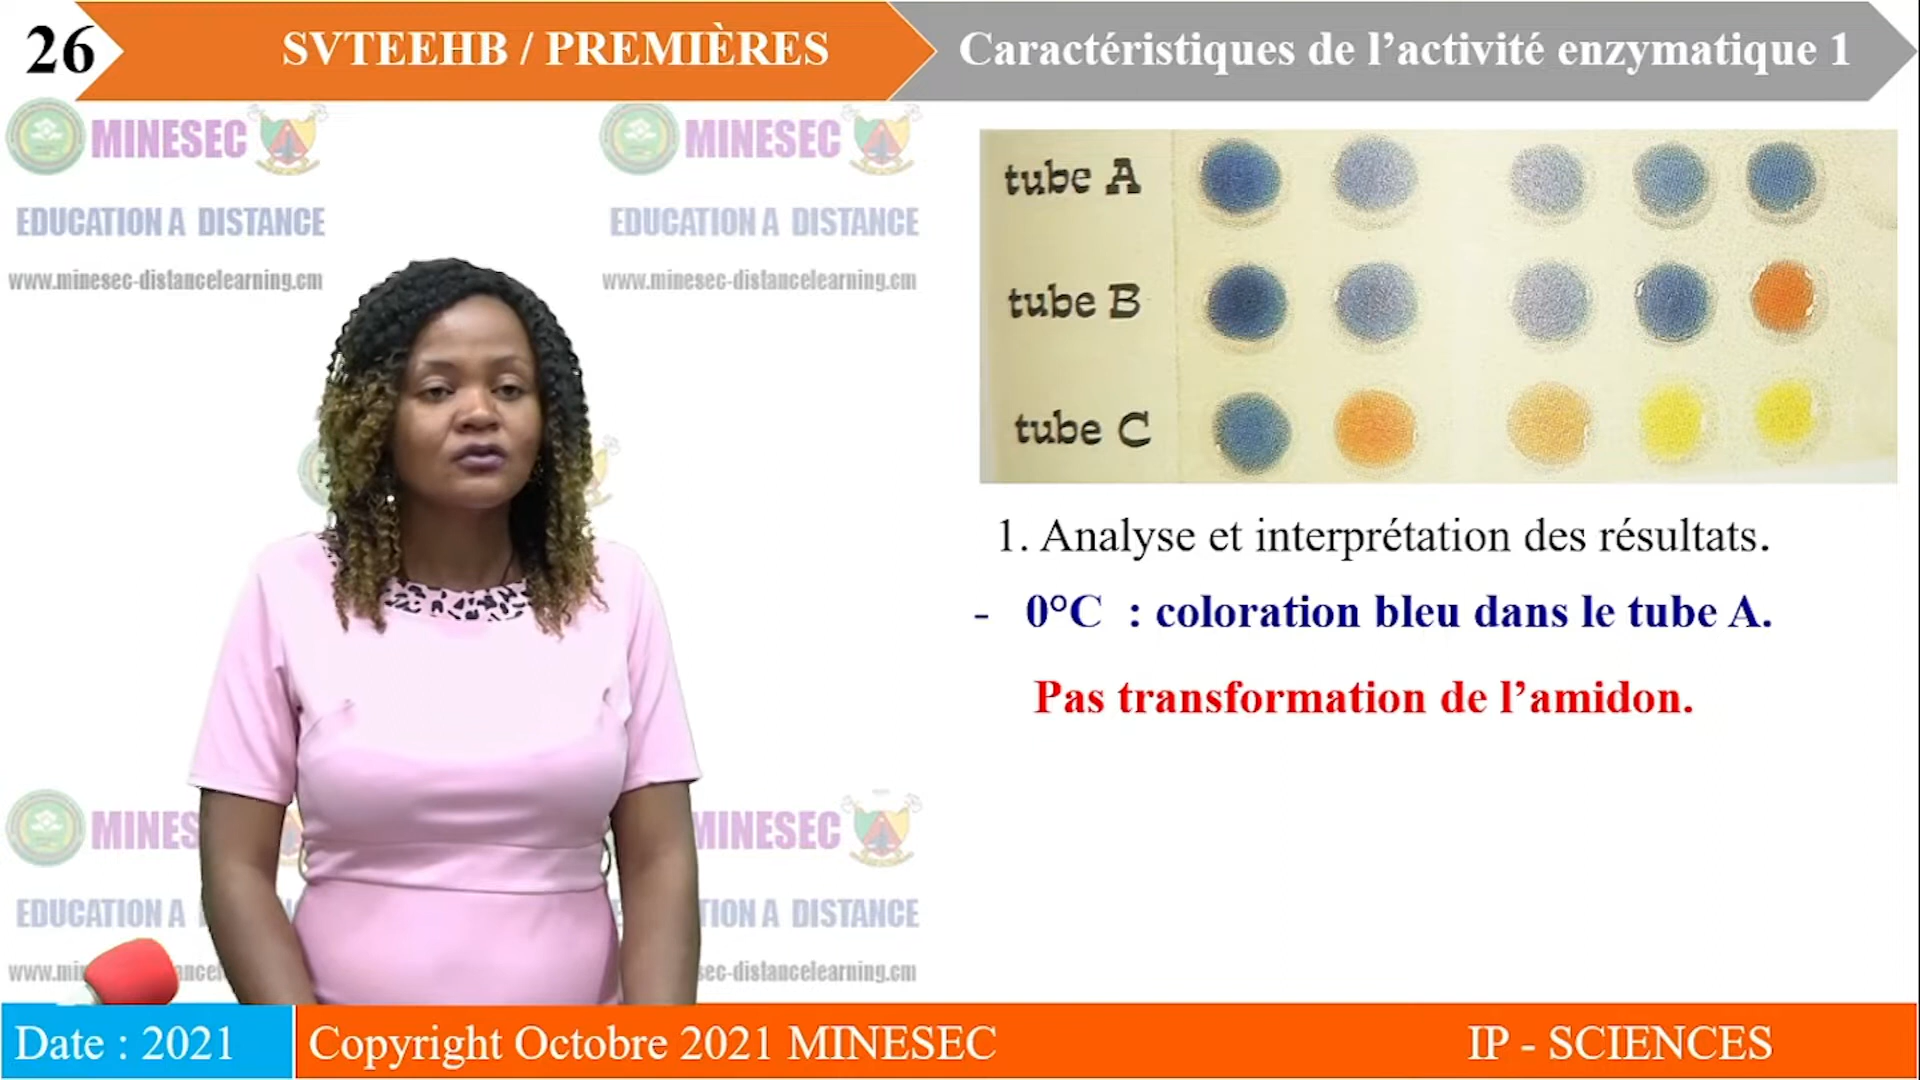 26
SVTEEHB / PREMIÈRES
Caractéristiques de l’activité enzymatique 1
MINESEC
EDUCATION A DISTANCE
www.minesec-distancelearning.cm
MINESEC
EDUCATION A DISTANCE
www.minesec-distancelearning.cm
tube A
tube B
tube C
1. Analyse et interprétation des résultats.
- 0°C : coloration bleu dans le tube A.
Pas transformation de l’amidon.
MINES
EDUCATION A
MINESEC
DISTANCE
Date : 2021
Copyright Octobre 2021 MINESEC
IP - SCIENCES